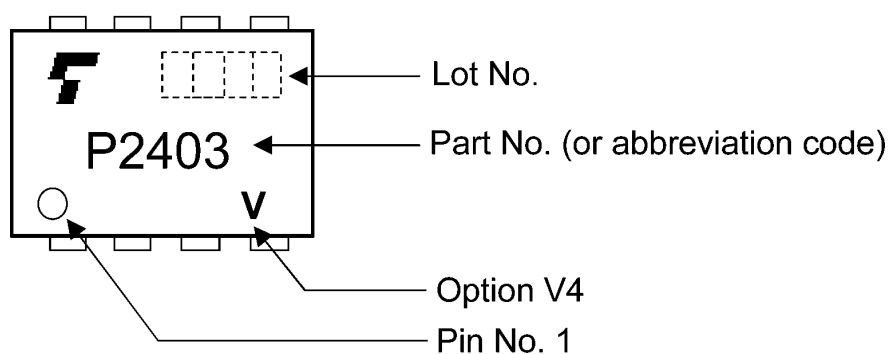 Lot No.
P2403
Part No. (or abbreviation code)
V
Option V4
Pin No. 1